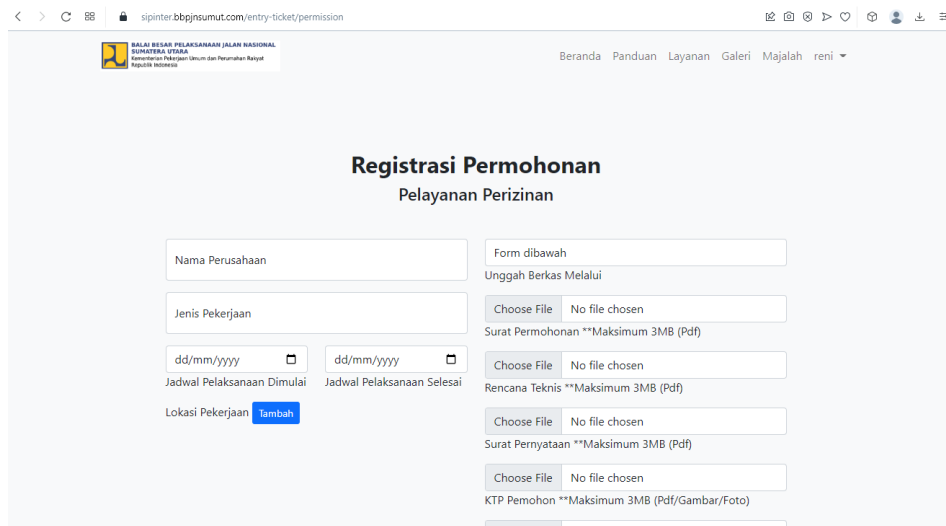 sipinter.bbpjnsumut.com/entry-ticket/permission
BALAI BESAR PELAKSANAAN JALAN NASIONAL
SUMATERA UTARA
Kementerian Pekerjaan Umum dan Perumahan Rakyat
Republik Indonesia
Beranda Panduan Layanan Galeri Majalah reni
Registrasi Permohonan
Pelayanan Perizinan
Nama Perusahaan
Jenis Pekerjaan
dd/mm/yyyy dd/mm/yyyy
Jadwal Pelaksanaan Dimulai Jadwal Pelaksanaan Selesai
Lokasi Pekerjaan Tambah
Form dibawah
Unggah Berkas Melalui
Choose File No file chosen
Surat Permohonan **Maksimum 3MB (Pdf)
Choose File No file chosen
Rencana Teknis **Maksimum 3MB (Pdf)
Choose File No file chosen
Surat Pernyataan **Maksimum 3MB (Pdf)
Choose File No file chosen
KTP Pemohon **Maksimum 3MB (Pdf/Gambar/Foto)